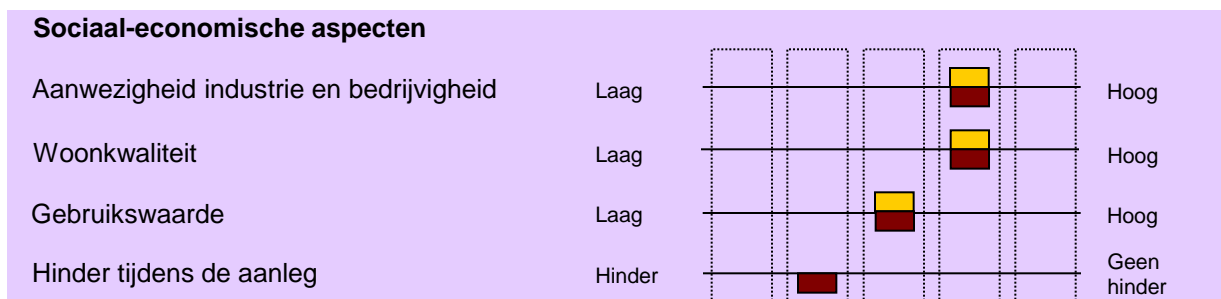 Sociaal-economische aspecten
Aanwezigheid industrie en bedrijvigheid Laag Hoog
Woonkwaliteit Laag Hoog
Gebruikswaarde Laag Hoog
Hinder tijdens de aanleg Hinder Geen
hinder